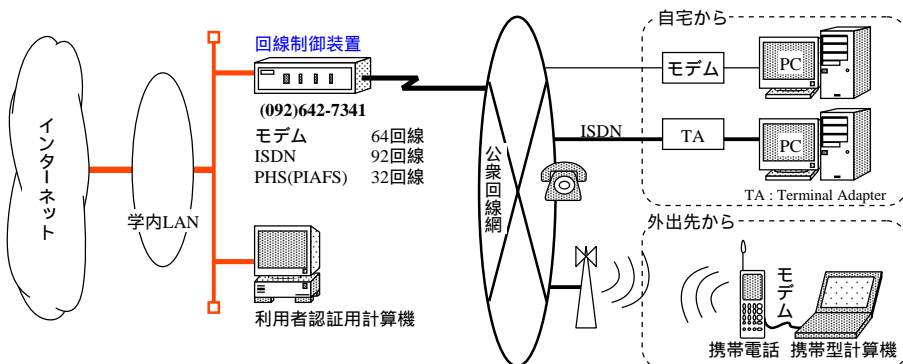 インターネット
学内LAN
回線制御装置
(092)642-7341
モデム 64回線
ISDN 92回線
PHS(PIAFS) 32回線
利用者認証用計算機
公衆回線網
自宅から
モデム
PC
ISDN
TA
PC
TA : Terminal Adapter
外出先から
モデム
携帯電話
携帯型計算機